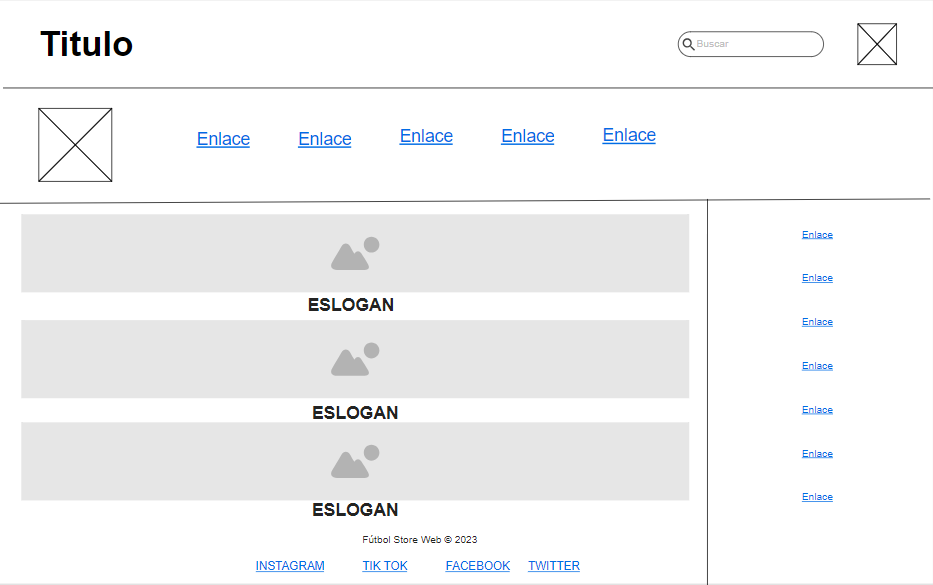 Titulo
Buscar
Enlace Enlace Enlace Enlace Enlace
ESLOGAN
ESLOGAN
ESLOGAN
Fútbol Store Web © 2023
INSTAGRAM TIK TOK FACEBOOK TWITTER
Enlace
Enlace
Enlace
Enlace
Enlace
Enlace
Enlace